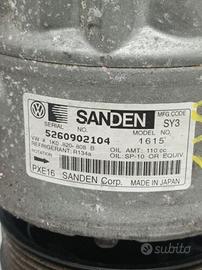 SANDEN
MFG.CODE
SY3
SERIAL NO. MODEL NO.
5260902104 1615
VW # 1K0-820-808 B OIL AMT: 110 cc
REFRIGERANT: R134a OIL: SP-10 OR EQUIV.
ROTATION
PXE16 SANDEN Corp. MADE IN JAPAN
subito